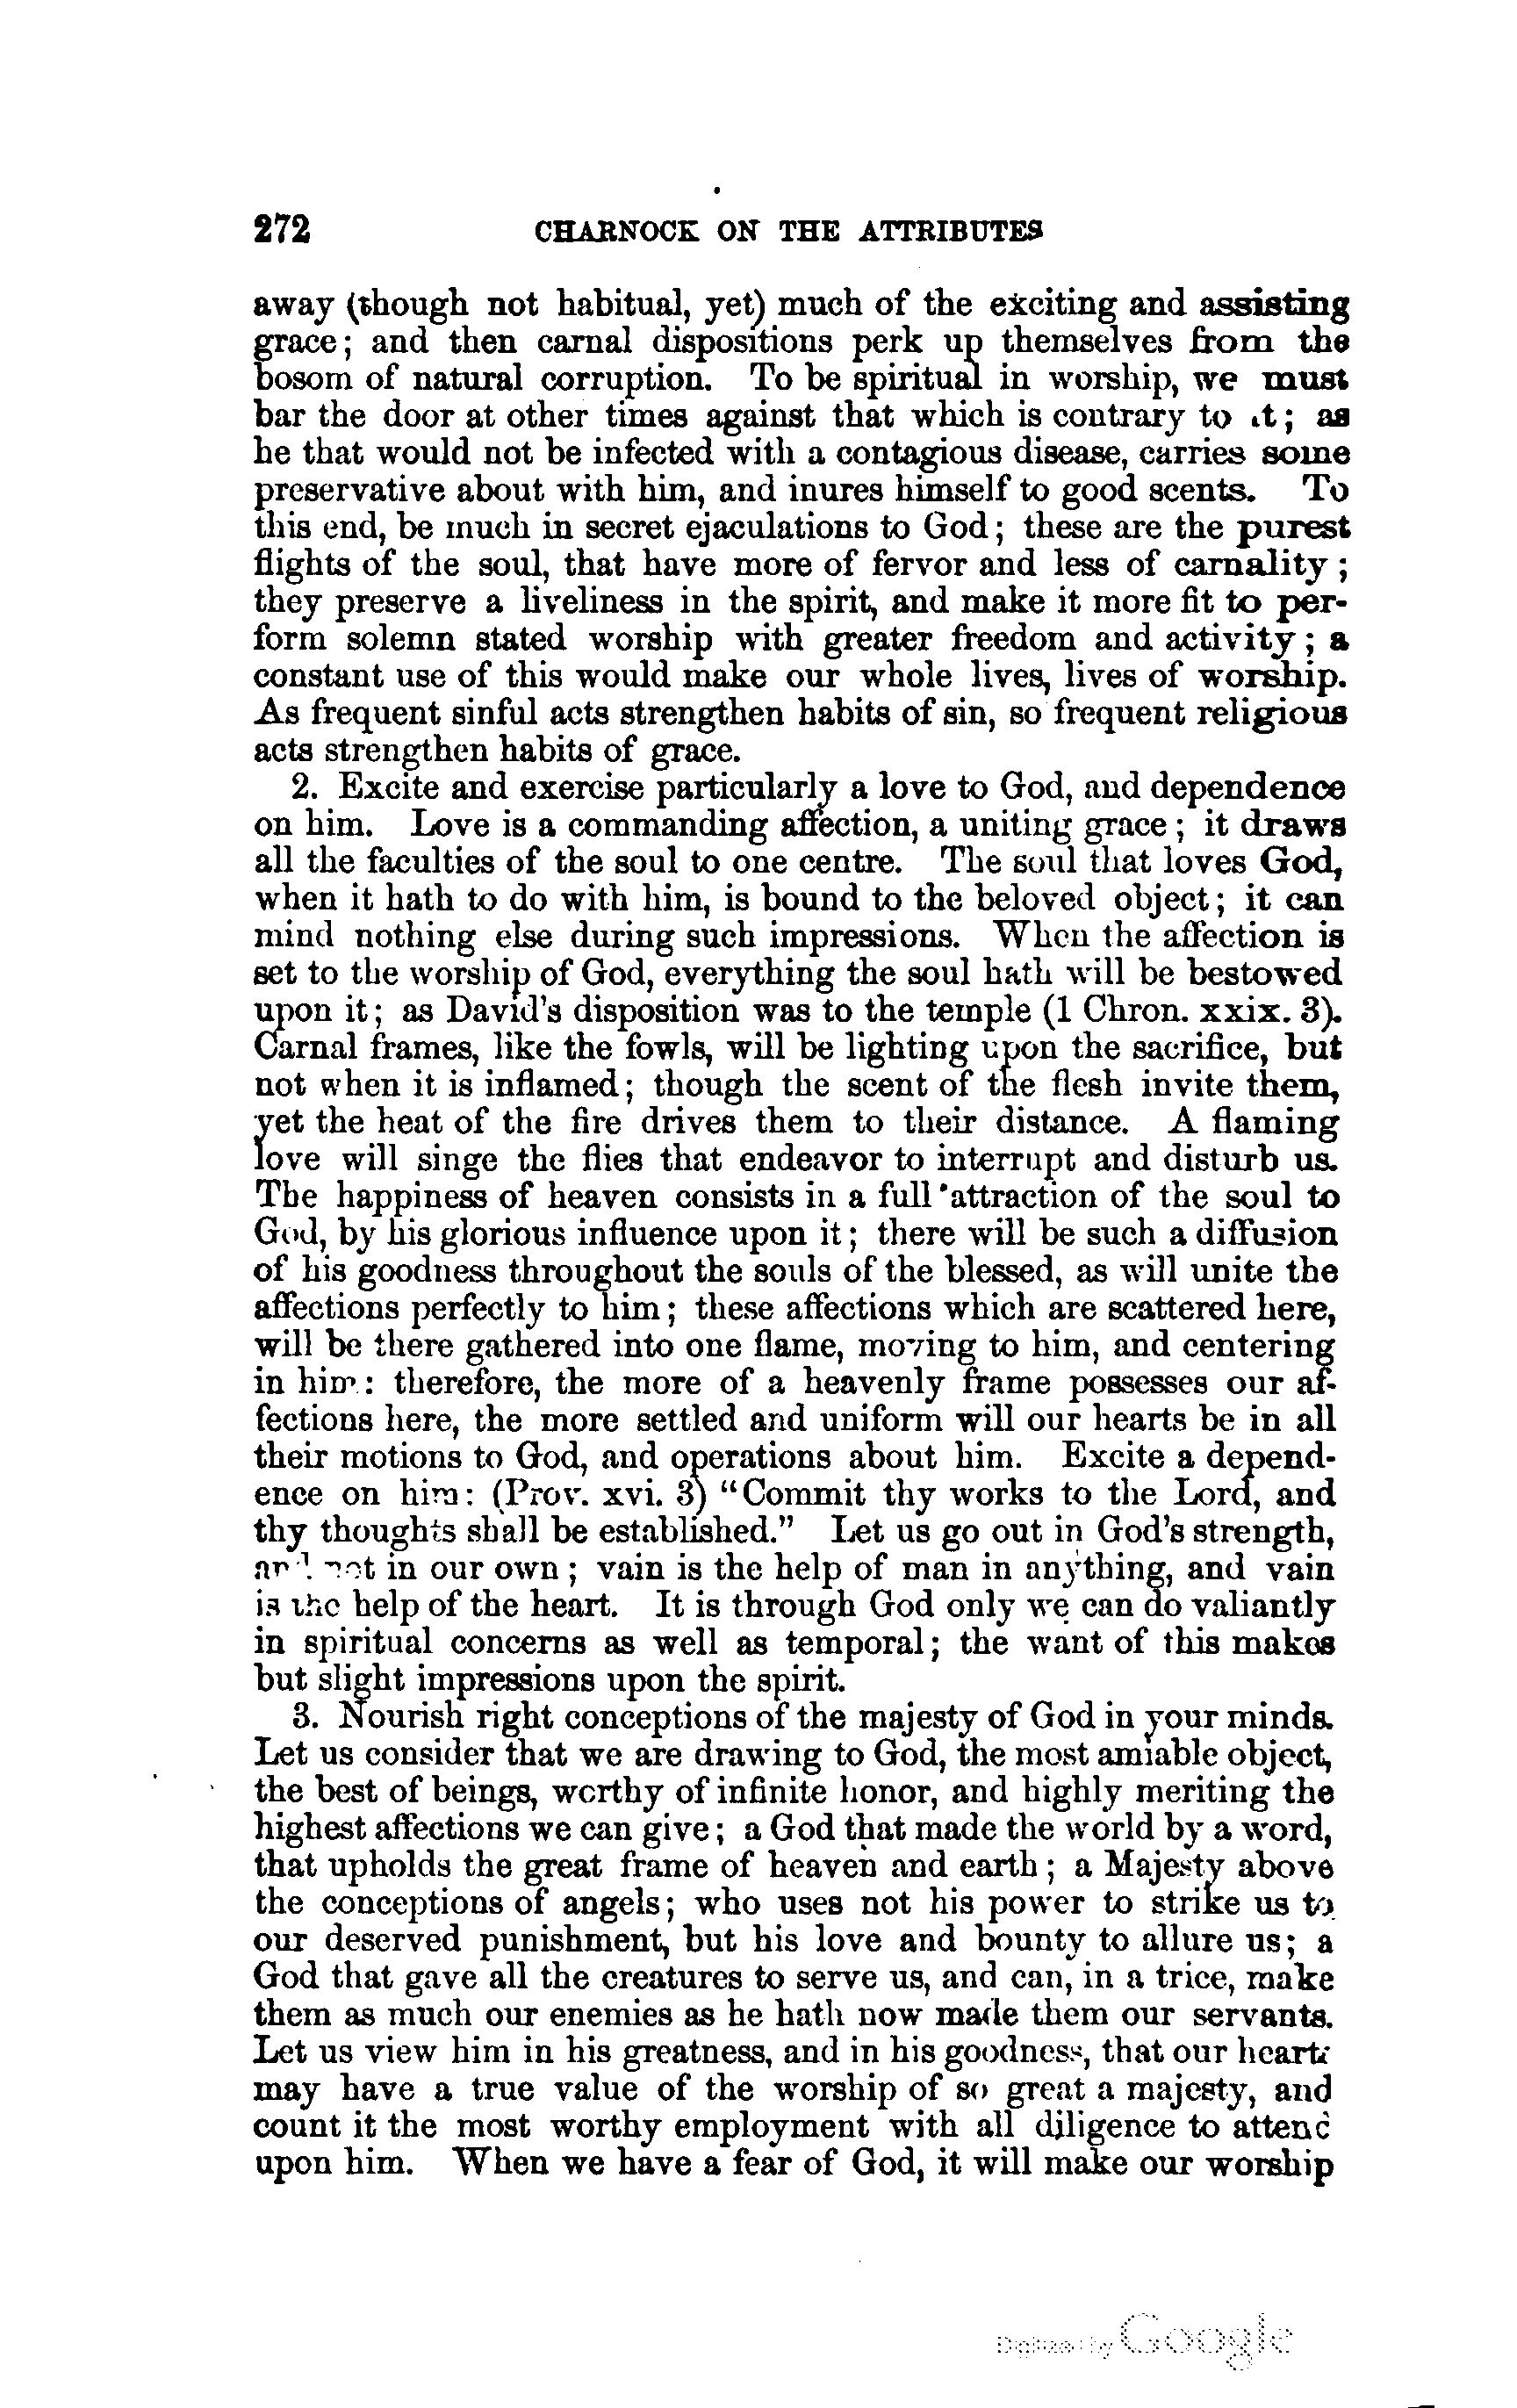 272 CHARNOCK ON THE ATTRIBUTES
away (though not habitual, yet) much of the exciting and assisting
grace; and then carnal dispositions perk up themselves from the
bosom of natural corruption. To be spiritual in worship, we must
bar the door at other times against that which is contrary to it; as
he that would not be infected with a contagious disease, carries some
preservative about with him, and inures himself to good scents. To
this end, be much in secret ejaculations to God; these are the purest
flights of the soul, that have more of fervor and less of carnality;
they preserve a liveliness in the spirit, and make it more fit to per-
form solemn stated worship with greater freedom and activity; a
constant use of this would make our whole lives, lives of worship.
As frequent sinful acts strengthen habits of sin, so frequent religious
acts strengthen habits of grace.
2. Excite and exercise particularly a love to God, and dependence
on him. Love is a commanding affection, a uniting grace; it draws
all the faculties of the soul to one centre. The soul that loves God,
when it hath to do with him, is bound to the beloved object; it can
mind nothing else during such impressions. When the affection is
set to the worship of God, everything the soul hath will be bestowed
upon it; as David's disposition was to the temple (1 Chron. xxix. 3).
Carnal frames, like the fowls, will be lighting upon the sacrifice, but
not when it is inflamed; though the scent of the flesh invite them,
yet the heat of the fire drives them to their distance. A flaming
love will singe the flies that endeavor to interrupt and disturb us.
The happiness of heaven consists in a full attraction of the soul to
God, by his glorious influence upon it; there will be such a diffusion
of his goodness throughout the souls of the blessed, as will unite the
affections perfectly to him; these affections which are scattered here,
will be there gathered into one flame, moving to him, and centering
in him: therefore, the more of a heavenly frame possesses our af-
fections here, the more settled and uniform will our hearts be in all
their motions to God, and operations about him. Excite a depend-
ence on him: (Prov. xvi. 3) "Commit thy works to the Lord, and
thy thoughts shall be established." Let us go out in God's strength,
and not in our own; vain is the help of man in anything, and vain
is the help of the heart. It is through God only we can do valiantly
in spiritual concerns as well as temporal; the want of this makes
but slight impressions upon the spirit.
3. Nourish right conceptions of the majesty of God in your minds.
Let us consider that we are drawing to God, the most amiable object,
the best of beings, worthy of infinite honor, and highly meriting the
highest affections we can give; a God that made the world by a word,
that upholds the great frame of heaven and earth; a Majesty above
the conceptions of angels; who uses not his power to strike us to
our deserved punishment, but his love and bounty to allure us; a
God that gave all the creatures to serve us, and can, in a trice, make
them as much our enemies as he hath now made them our servants.
Let us view him in his greatness, and in his goodness, that our hearts
may have a true value of the worship of so great a majesty, and
count it the most worthy employment with all diligence to attend
upon him. When we have a fear of God, it will make our worship
Digitized by Google